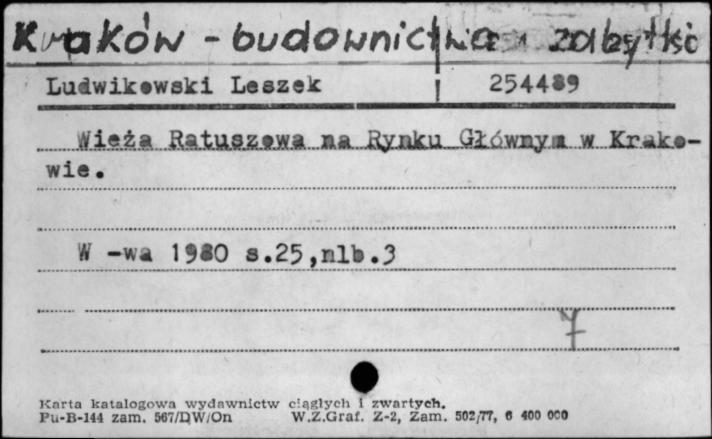 Kraków - budownictwo i zabytki
Ludwikowski Leszek 254489
Wieża Ratuszowa na Rynku Głównym w Krako-
wie.
W -wa 1980 s.25,nlb.3
7
Karta katalogowa wydawnictw ciągłych i zwartych.
Pu-B-144 zam. 567/DW/On W.Z.Graf. Z-2, Zam. 502/77, 6 400 000